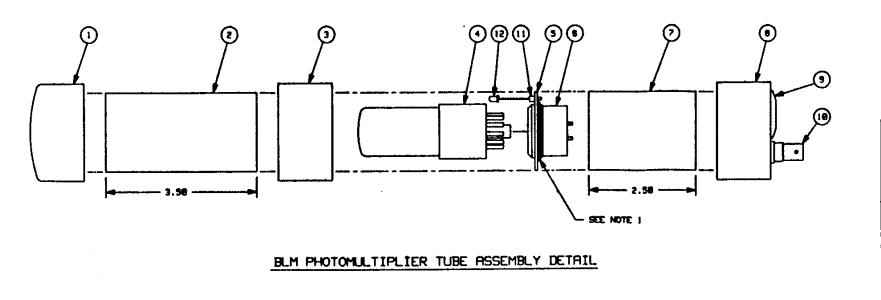 1 2 3 4 12 11 5 6 7 8 9 10
3.50
2.50
SEE NOTE 1
BLM PHOTOMULTIPLIER TUBE ASSEMBLY DETAIL